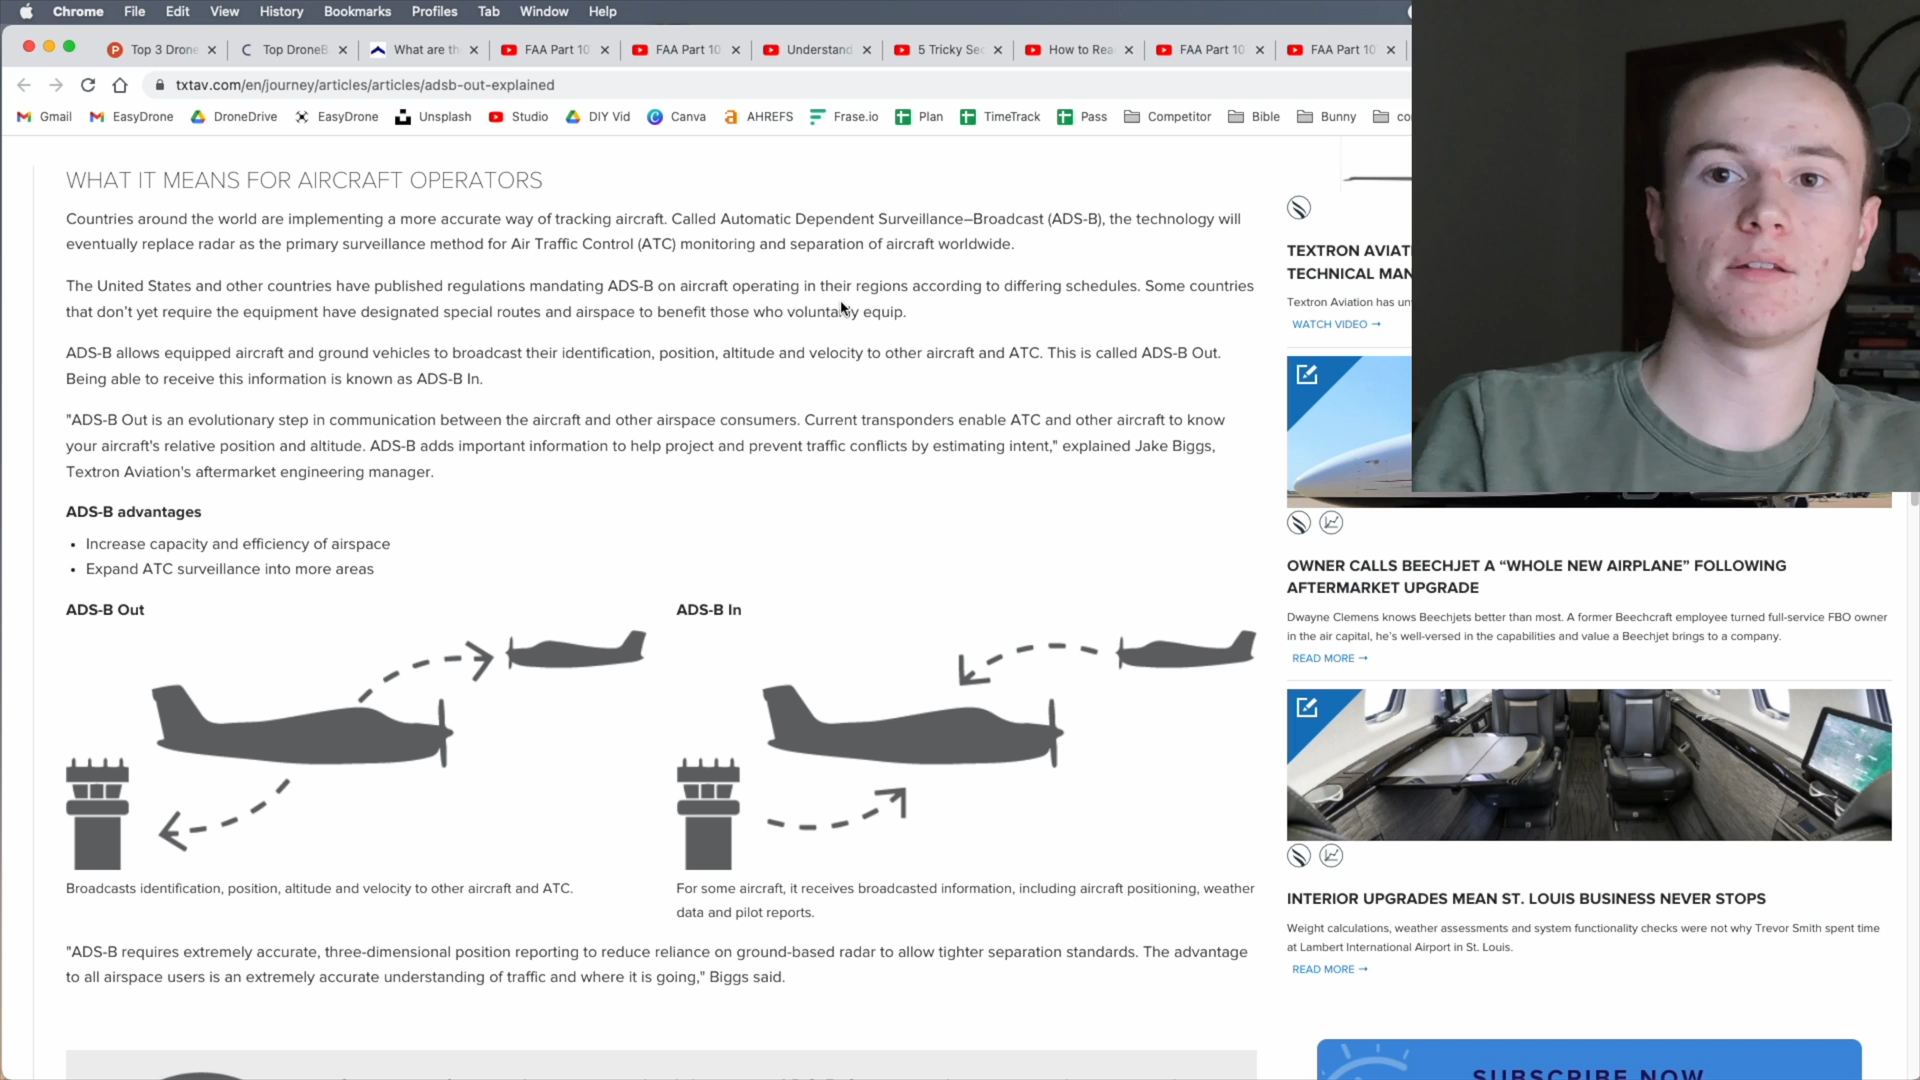 Chrome File Edit View History Bookmarks Profiles Tab Window Help
Top 3 Drone Top DroneB What are th FAA Part 10 FAA Part 10 Understand 5 Tricky Sec How to Rea FAA Part 10 FAA Part 10
txtav.com/en/journey/articles/articles/adsb-out-explained
Gmail EasyDrone DroneDrive EasyDrone Unsplash Studio DIY Vid Canva AHREFS Frase.io Plan TimeTrack Pass Competitor Bible Bunny co
WHAT IT MEANS FOR AIRCRAFT OPERATORS
Countries around the world are implementing a more accurate way of tracking aircraft. Called Automatic Dependent Surveillance–Broadcast (ADS-B), the technology will
eventually replace radar as the primary surveillance method for Air Traffic Control (ATC) monitoring and separation of aircraft worldwide.
The United States and other countries have published regulations mandating ADS-B on aircraft operating in their regions according to differing schedules. Some countries
that don't yet require the equipment have designated special routes and airspace to benefit those who voluntarily equip.
ADS-B allows equipped aircraft and ground vehicles to broadcast their identification, position, altitude and velocity to other aircraft and ATC. This is called ADS-B Out.
Being able to receive this information is known as ADS-B In.
"ADS-B Out is an evolutionary step in communication between the aircraft and other airspace consumers. Current transponders enable ATC and other aircraft to know
your aircraft's relative position and altitude. ADS-B adds important information to help project and prevent traffic conflicts by estimating intent," explained Jake Biggs,
Textron Aviation's aftermarket engineering manager.
ADS-B advantages
• Increase capacity and efficiency of airspace
• Expand ATC surveillance into more areas
ADS-B Out
ADS-B In
Broadcasts identification, position, altitude and velocity to other aircraft and ATC.
For some aircraft, it receives broadcasted information, including aircraft positioning, weather
data and pilot reports.
"ADS-B requires extremely accurate, three-dimensional position reporting to reduce reliance on ground-based radar to allow tighter separation standards. The advantage
to all airspace users is an extremely accurate understanding of traffic and where it is going," Biggs said.
TEXTRON AVIAT
TECHNICAL MAN
Textron Aviation has un
WATCH VIDEO →
OWNER CALLS BEECHJET A “WHOLE NEW AIRPLANE” FOLLOWING
AFTERMARKET UPGRADE
Dwayne Clemens knows Beechjets better than most. A former Beechcraft employee turned full-service FBO owner
in the air capital, he's well-versed in the capabilities and value a Beechjet brings to a company.
READ MORE →
INTERIOR UPGRADES MEAN ST. LOUIS BUSINESS NEVER STOPS
Weight calculations, weather assessments and system functionality checks were not why Trevor Smith spent time
at Lambert International Airport in St. Louis.
READ MORE →
SUBSCRIBE NOW